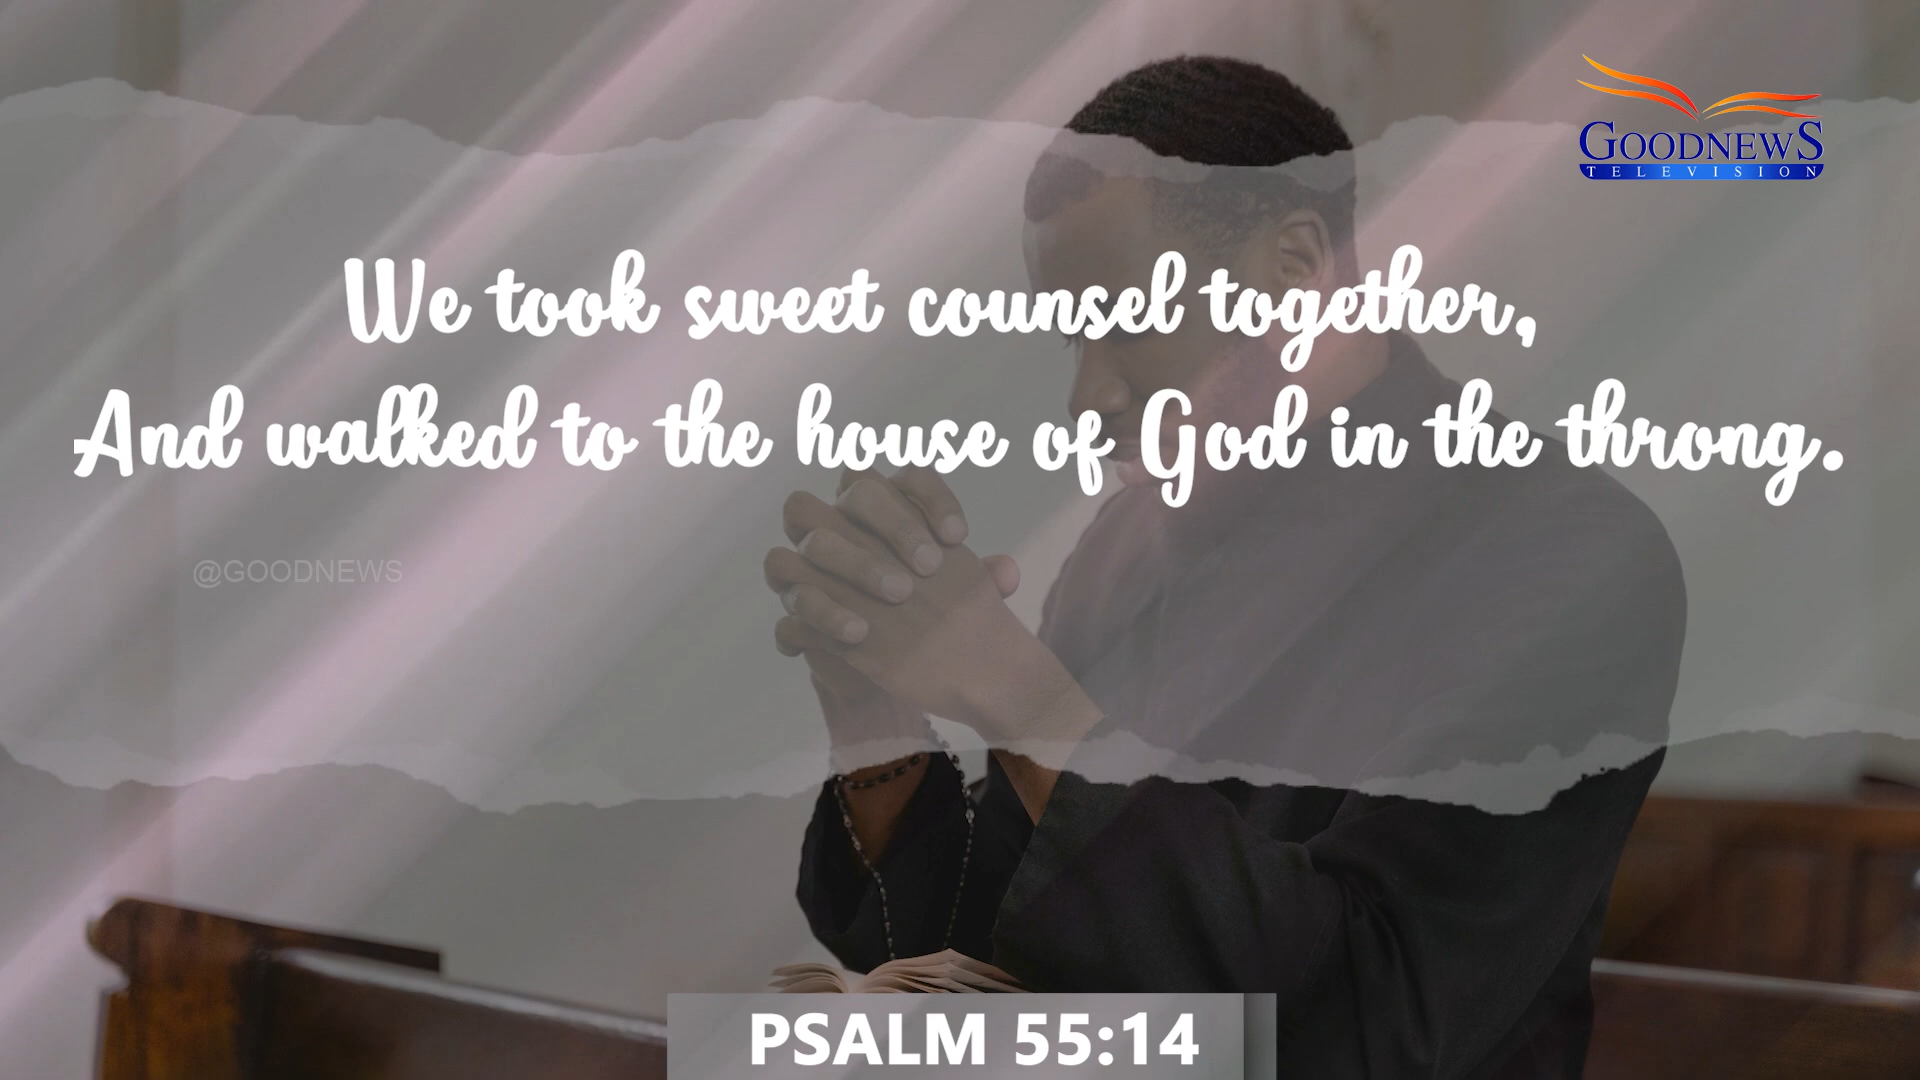 GOODNEWS
TELEVISION
We took sweet counsel together,
And walked to the house of God in the throng.
@GOODNEWS
PSALM 55:14